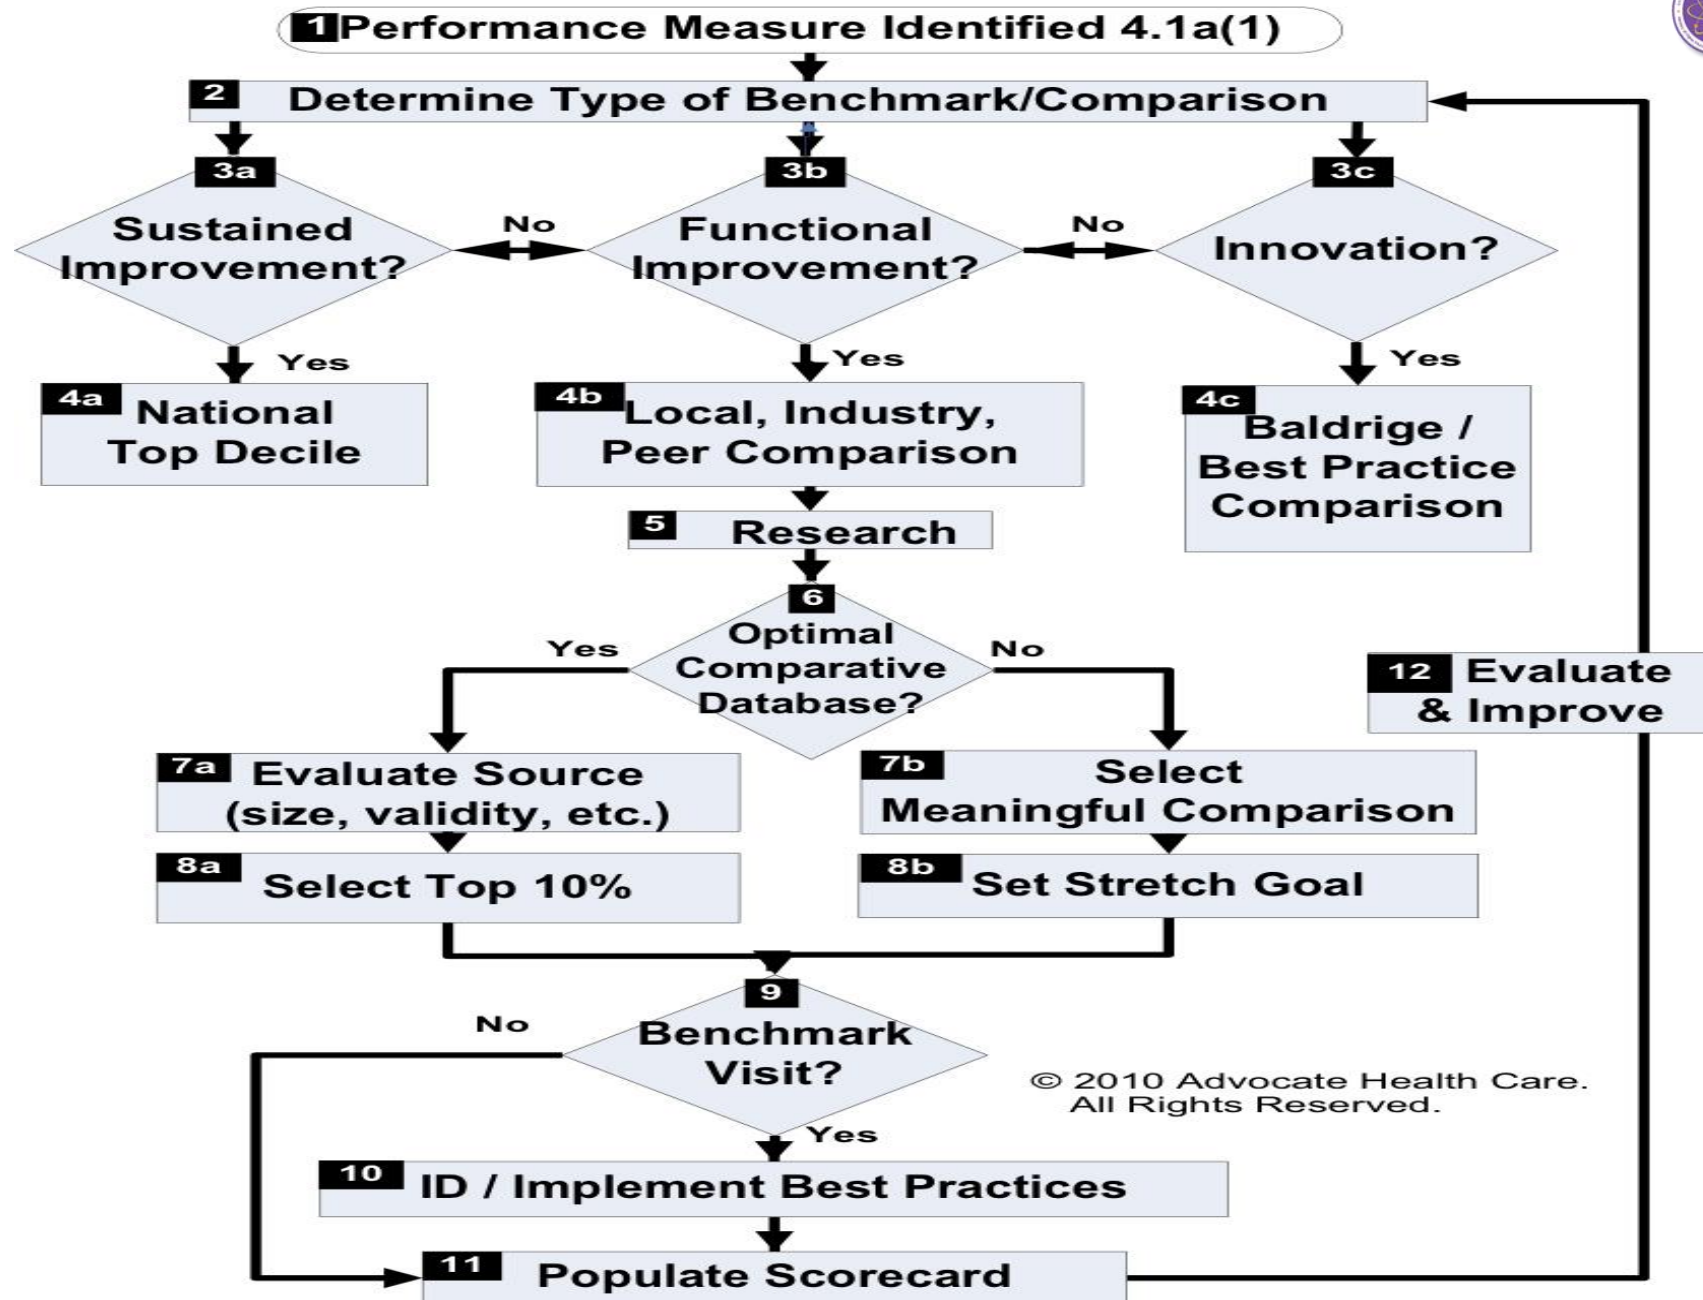 1 Performance Measure Identified 4.1a(1)
2 Determine Type of Benchmark/Comparison
3a
Sustained
Improvement?
No
3b
Functional
Improvement?
No
3c
Innovation?
Yes
Yes
Yes
4a National
Top Decile
4b Local, Industry,
Peer Comparison
4c
Baldrige /
Best Practice
Comparison
5 Research
6
Optimal
Comparative
Database?
Yes
No
12 Evaluate
& Improve
7a Evaluate Source
(size, validity, etc.)
7b Select
Meaningful Comparison
8a Select Top 10%
8b Set Stretch Goal
9
Benchmark
Visit?
No
Yes
© 2010 Advocate Health Care.
All Rights Reserved.
10 ID / Implement Best Practices
11 Populate Scorecard